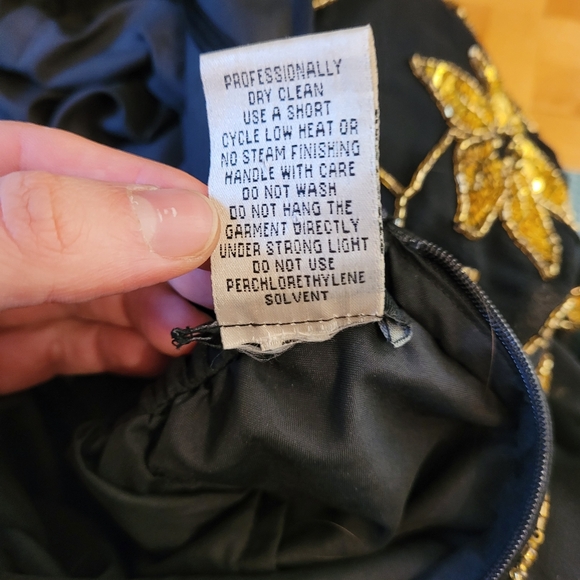 PROFESSIONALLY
DRY CLEAN
USE A SHORT
CYCLE LOW HEAT OR
NO STEAM FINISHING
HANDLE WITH CARE
DO NOT WASH
DO NOT HANG THE
GARMENT DIRECTLY
UNDER STRONG LIGHT
DO NOT USE
PERCHLORETHYLENE
SOLVENT